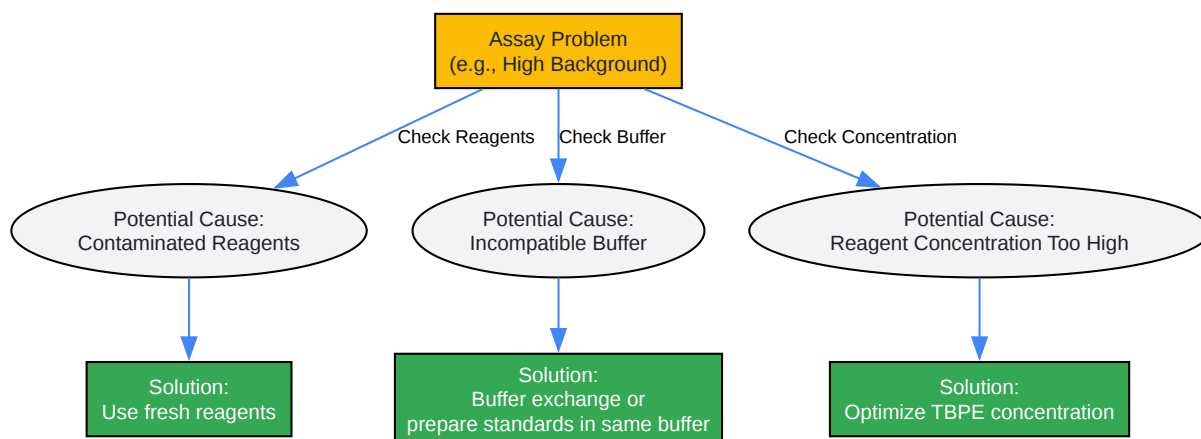 Assay Problem
(e.g., High Background)
Check Reagents
Check Buffer
Check Concentration
Potential Cause:
Contaminated Reagents
Potential Cause:
Incompatible Buffer
Potential Cause:
Reagent Concentration Too High
Solution:
Use fresh reagents
Solution:
Buffer exchange or
prepare standards in same buffer
Solution:
Optimize TBPE concentration